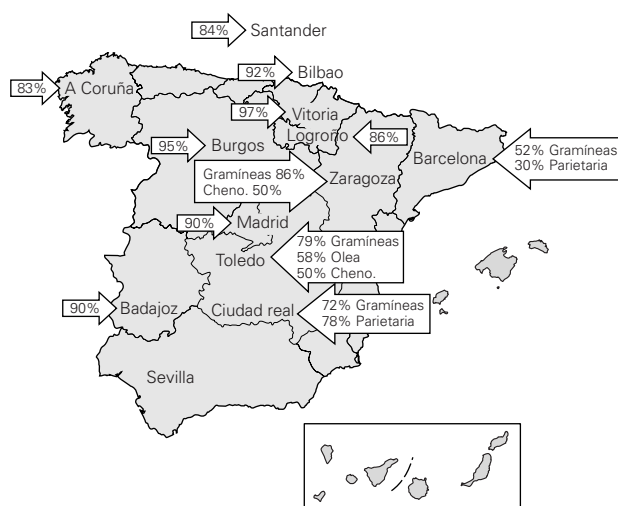 84% Santander
92% Bilbao
83% A Coruña
97% Vitoria
Logroño 86%
95% Burgos
Barcelona 52% Gramíneas
30% Parietaria
Gramíneas 86%
Cheno. 50%
Zaragoza
90% Madrid
Toledo
79% Gramíneas
58% Olea
50% Cheno.
90% Badajoz
Ciudad real
72% Gramíneas
78% Parietaria
Sevilla